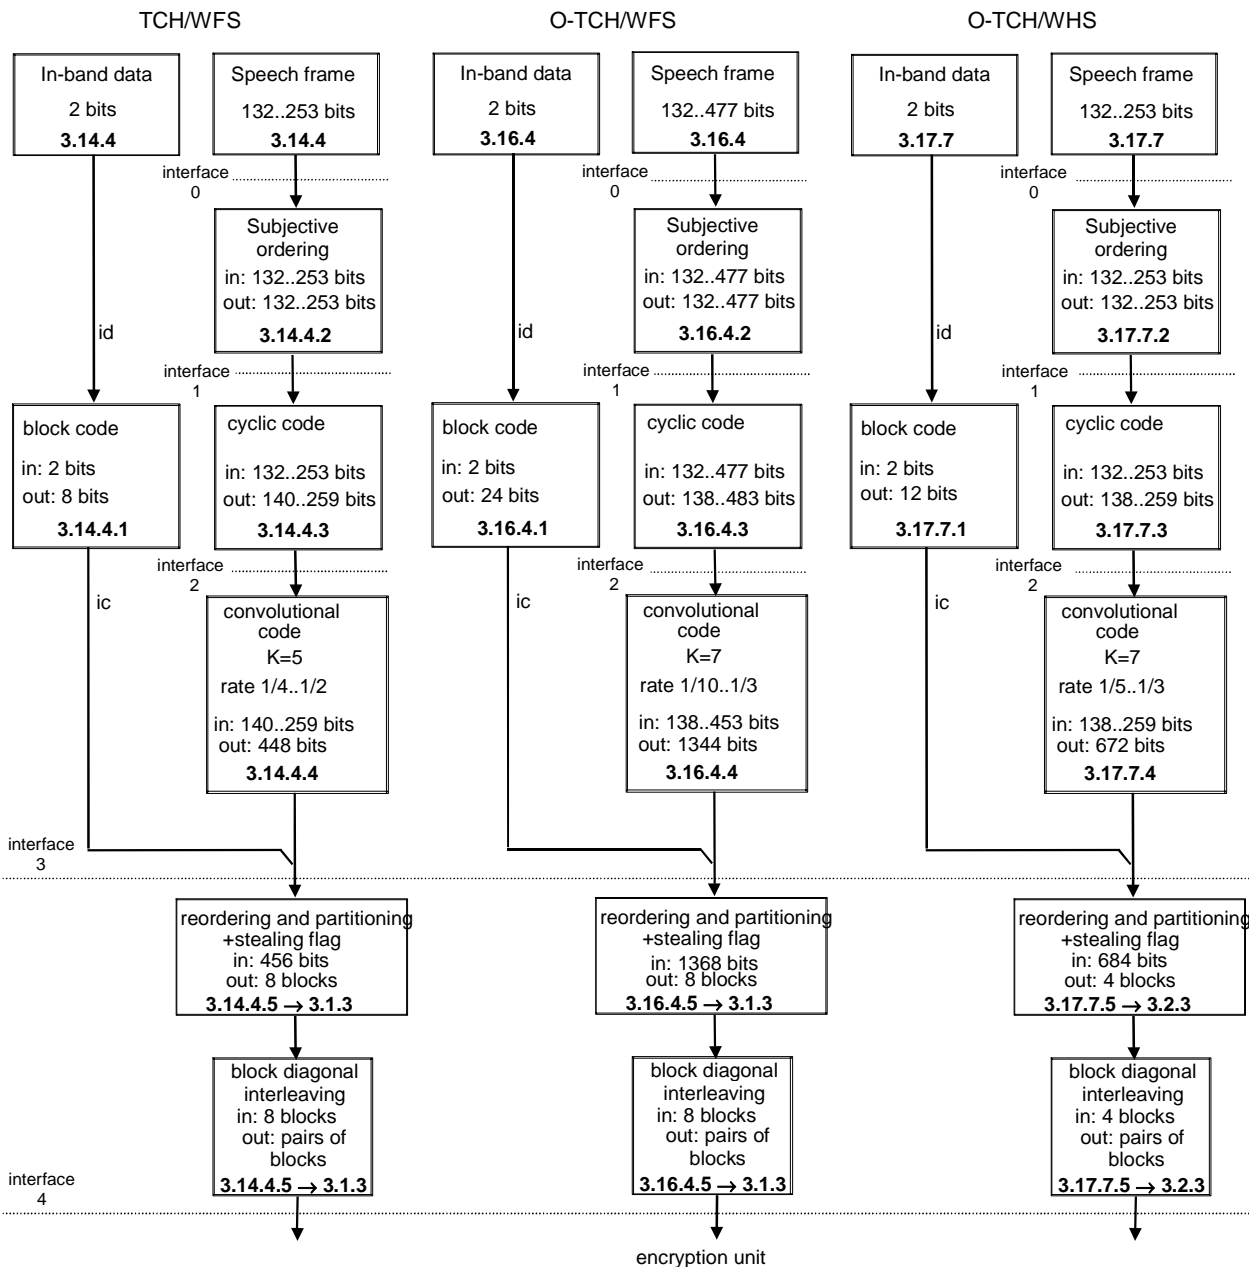 TCH/WFS
In-band data
2 bits
3.14.4
Speech frame
132..253 bits
3.14.4
interface
0
Subjective
ordering
in: 132..253 bits
out: 132..253 bits
3.14.4.2
id
interface
1
block code
in: 2 bits
out: 8 bits
3.14.4.1
cyclic code
in: 132..253 bits
out: 140..259 bits
3.14.4.3
interface
2
ic
convolutional
code
K=5
rate 1/4..1/2
in: 140..259 bits
out: 448 bits
3.14.4.4
interface
3
reordering and partitioning
+stealing flag
in: 456 bits
out: 8 blocks
3.14.4.5 → 3.1.3
block diagonal
interleaving
in: 8 blocks
out: pairs of
blocks
3.14.4.5 → 3.1.3
interface
4
O-TCH/WFS
In-band data
2 bits
3.16.4
Speech frame
132..477 bits
3.16.4
interface
0
Subjective
ordering
in: 132..477 bits
out: 132..477 bits
3.16.4.2
id
interface
1
block code
in: 2 bits
out: 24 bits
3.16.4.1
cyclic code
in: 132..477 bits
out: 138..483 bits
3.16.4.3
interface
2
ic
convolutional
code
K=7
rate 1/10..1/3
in: 138..453 bits
out: 1344 bits
3.16.4.4
reordering and partitioning
+stealing flag
in: 1368 bits
out: 8 blocks
3.16.4.5 → 3.1.3
block diagonal
interleaving
in: 8 blocks
out: pairs of
blocks
3.16.4.5 → 3.1.3
encryption unit
O-TCH/WHS
In-band data
2 bits
3.17.7
Speech frame
132..253 bits
3.17.7
interface
0
Subjective
ordering
in: 132..253 bits
out: 132..253 bits
3.17.7.2
id
interface
1
block code
in: 2 bits
out: 12 bits
3.17.7.1
cyclic code
in: 132..253 bits
out: 138..259 bits
3.17.7.3
interface
2
ic
convolutional
code
K=7
rate 1/5..1/3
in: 138..259 bits
out: 672 bits
3.17.7.4
reordering and partitioning
+stealing flag
in: 684 bits
out: 4 blocks
3.17.7.5 → 3.2.3
block diagonal
interleaving
in: 4 blocks
out: pairs of
blocks
3.17.7.5 → 3.2.3